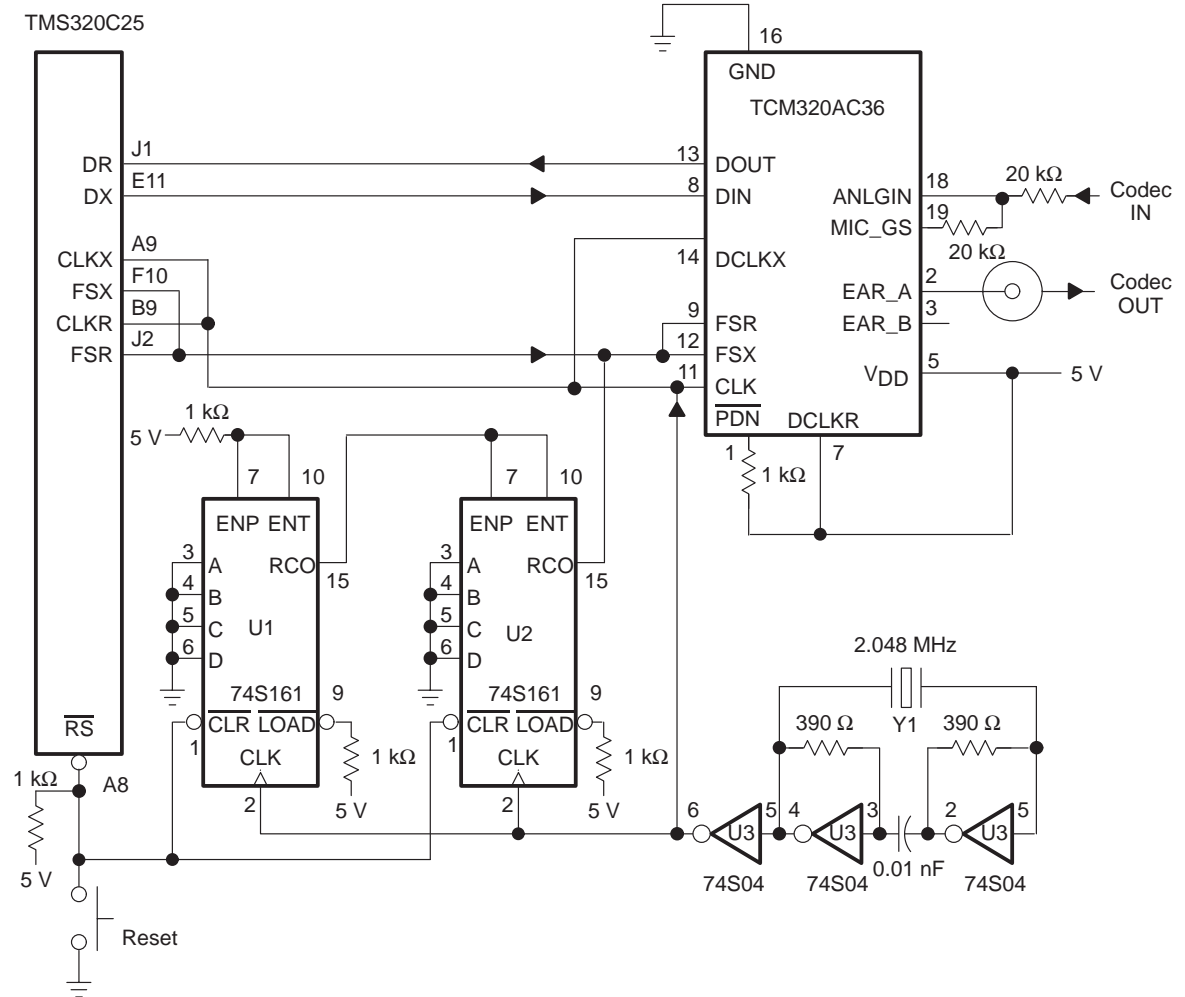 TMS320C25
DR
J1
DX
E11
CLKX
A9
FSX
F10
CLKR
B9
FSR
J2
RS
A8
1 kΩ
5 V
Reset
16
GND
TCM320AC36
13
DOUT
8
DIN
14
DCLKX
9
FSR
12
FSX
11
CLK
PDN
DCLKR
1
7
1 kΩ
ANLGIN
18
20 kΩ
Codec
IN
MIC_GS
19
20 kΩ
EAR_A
2
Codec
OUT
EAR_B
3
VDD
5
5 V
1 kΩ
5 V
7
10
ENP
ENT
3
A
RCO
15
4
B
5
C
U1
6
D
74S161
9
CLR
LOAD
1
CLK
2
1 kΩ
5 V
7
10
ENP
ENT
3
A
RCO
15
4
B
5
C
U2
6
D
74S161
9
CLR
LOAD
1
CLK
2
1 kΩ
5 V
2.048 MHz
Y1
390 Ω
390 Ω
6
U3
5
74S04
4
U3
3
74S04
0.01 nF
2
U3
5
74S04